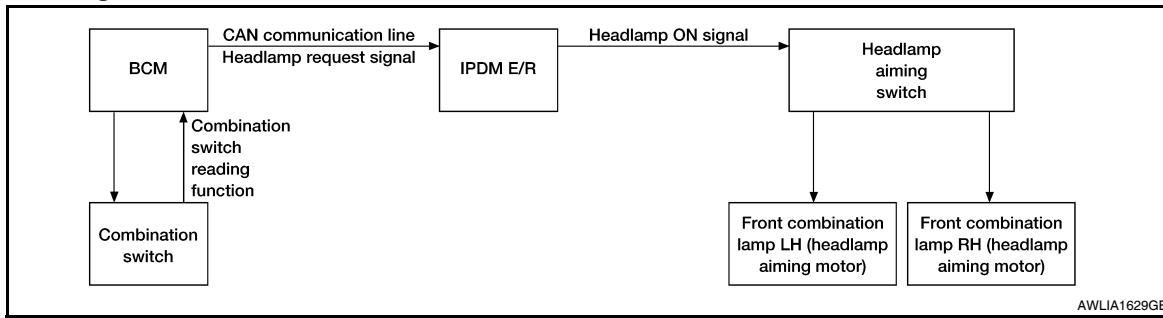 BCM
CAN communication line
Headlamp request signal
IPDM E/R
Headlamp ON signal
Headlamp
aiming
switch
Combination
switch
reading
function
Combination
switch
Front combination
lamp LH (headlamp
aiming motor)
Front combination
lamp RH (headlamp
aiming motor)